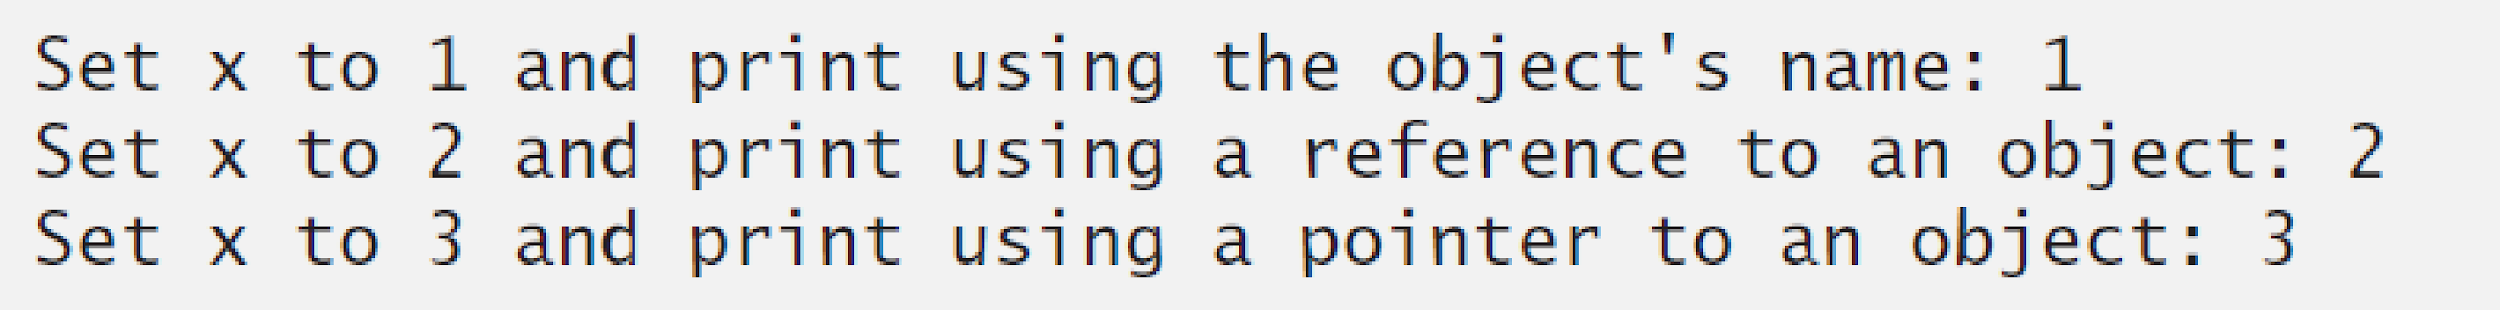 Set x to 1 and print using the object's name: 1
Set x to 2 and print using a reference to an object: 2
Set x to 3 and print using a pointer to an object: 3